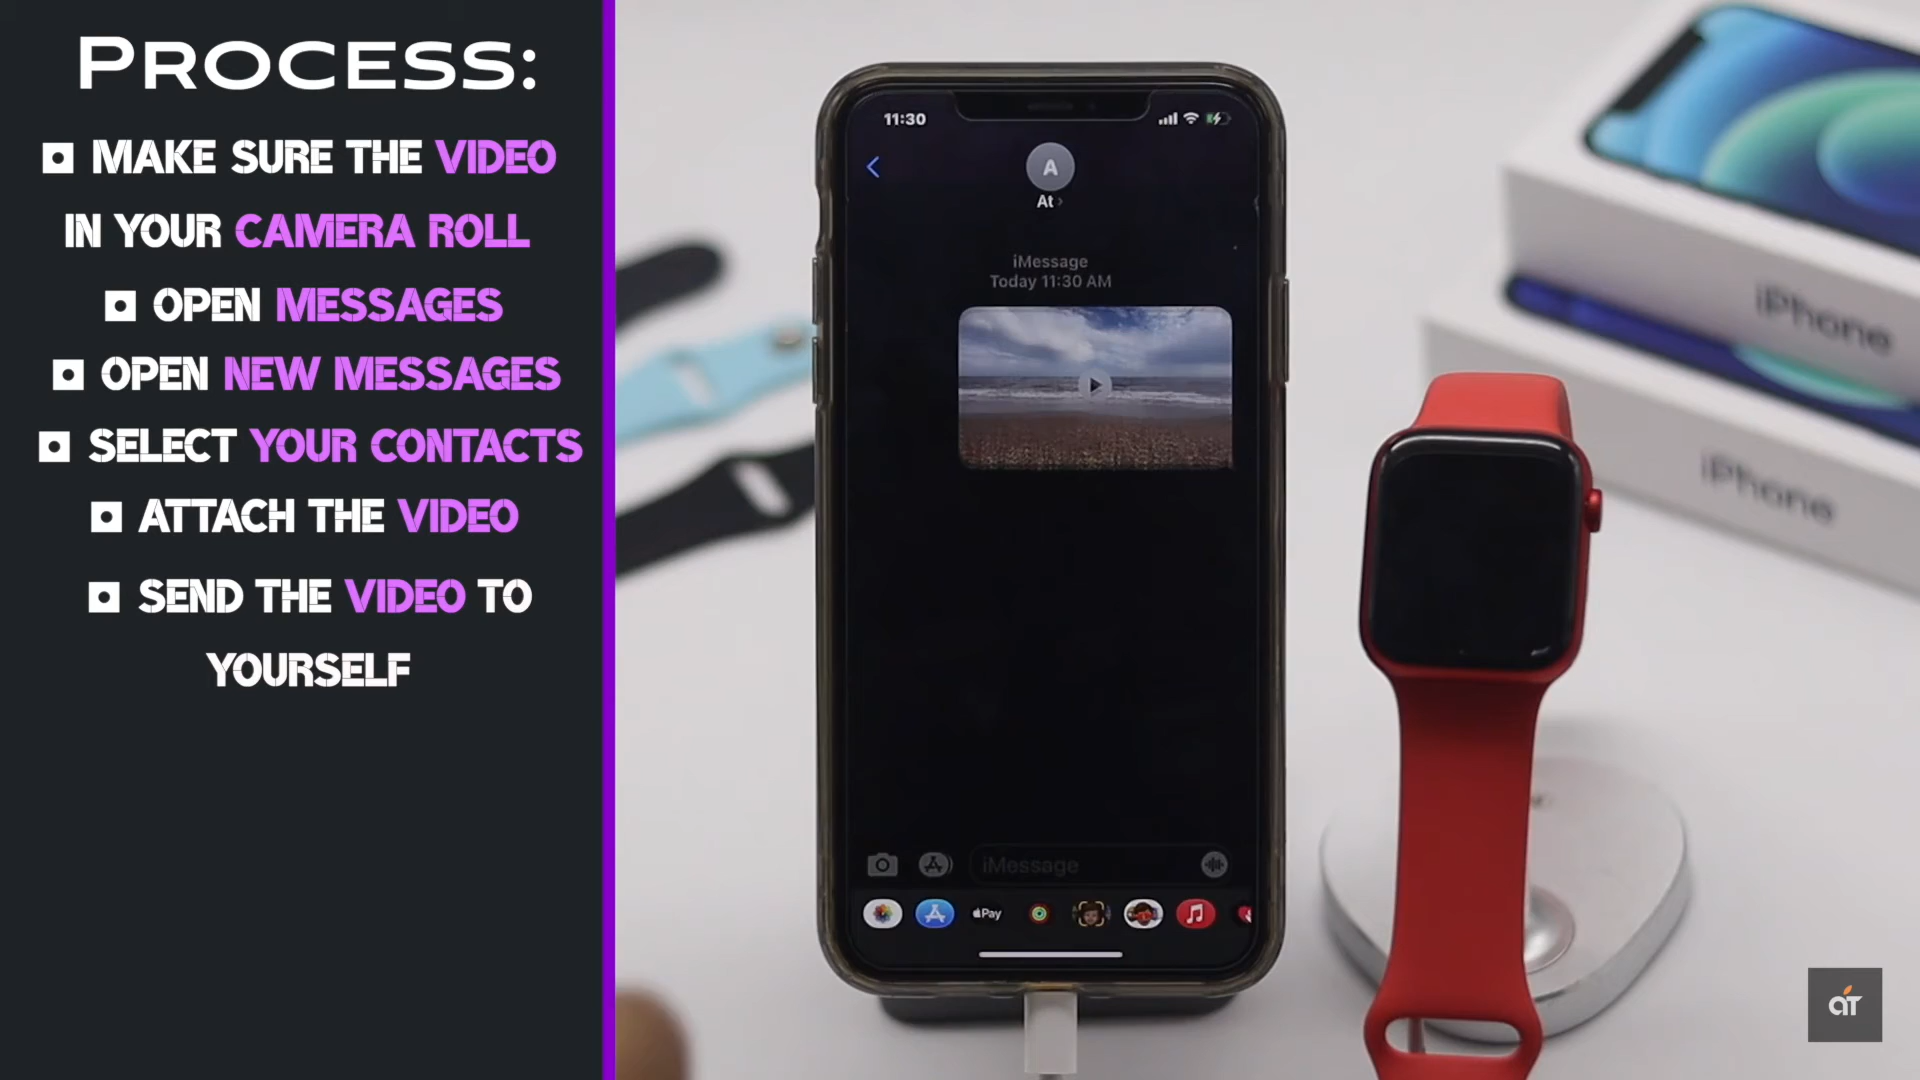 PROCESS:
MAKE SURE THE VIDEO
IN YOUR CAMERA ROLL
OPEN MESSAGES
OPEN NEW MESSAGES
SELECT YOUR CONTACTS
ATTACH THE VIDEO
SEND THE VIDEO TO
YOURSELF
11:30
A
At
iMessage
Today 11:30 AM
iMessage
Pay
iPhone
iPhone
aT